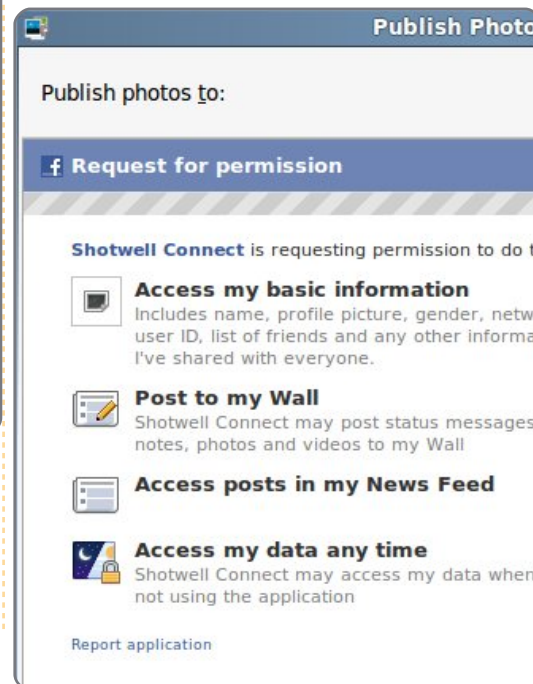 Publish Photo
Publish photos to:
f Request for permission
Shotwell Connect is requesting permission to do
Access my basic information
Includes name, profile picture, gender,
user ID, list of friends and any other
I've shared with everyone.
Post to my Wall
Shotwell Connect may post status messages
notes, photos and videos to my Wall
Access posts in my News Feed
Access my data any time
Shotwell Connect may access my data when
not using the application
Report application